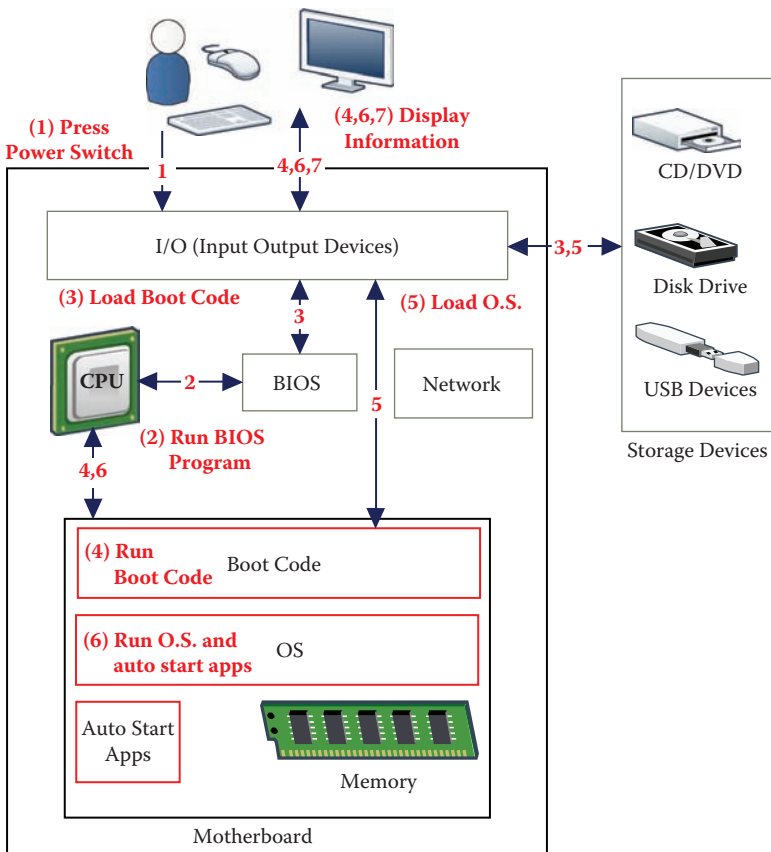 (1) Press
Power Switch
(4,6,7) Display
Information
1
4,6,7
CD/DVD
I/O (Input Output Devices)
3,5
Disk Drive
(3) Load Boot Code
(5) Load O.S.
3
CPU
2
BIOS
Network
5
USB Devices
(2) Run BIOS
Program
Storage Devices
4,6
(4) Run
Boot Code
Boot Code
(6) Run O.S. and
auto start apps
OS
Auto Start
Apps
Memory
Motherboard